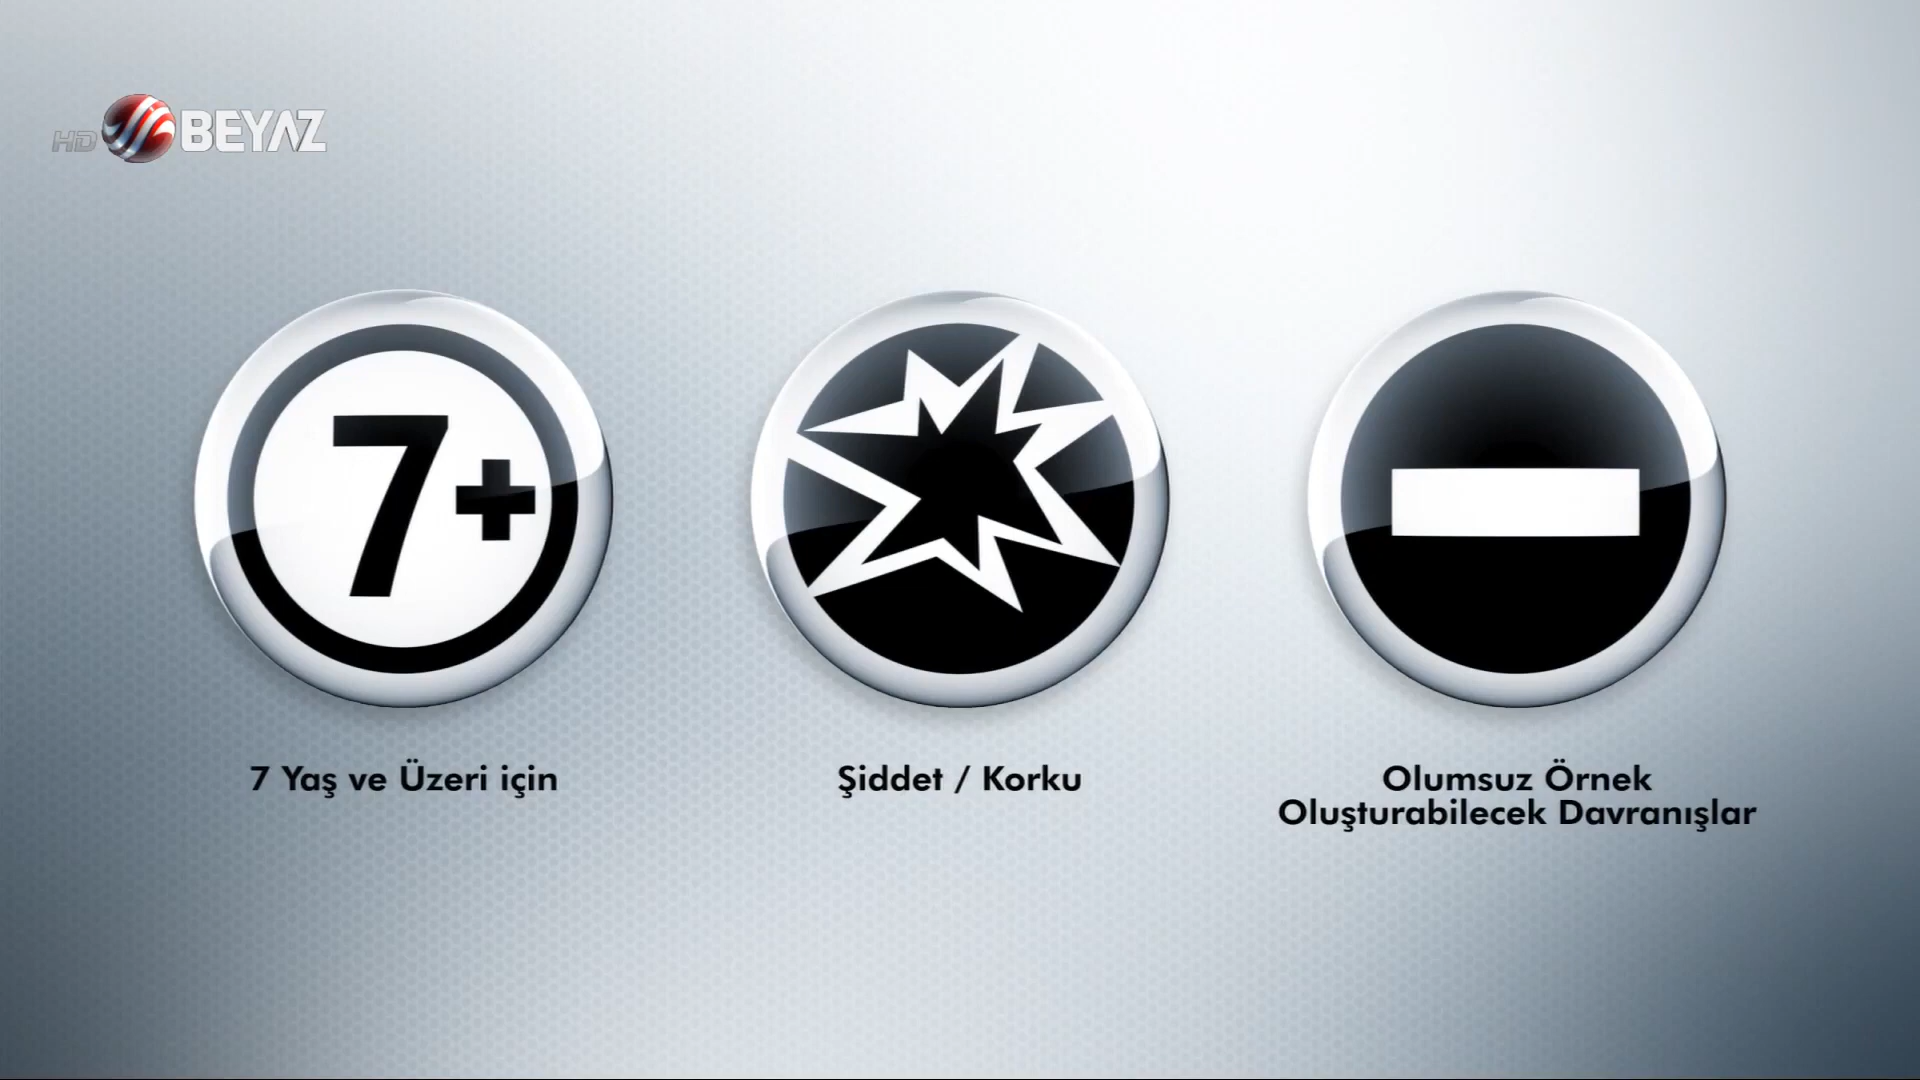 HD BEYAZ
7+
7 Yaş ve Üzeri için
Şiddet / Korku
Olumsuz Örnek
Oluşturabilecek Davranışlar